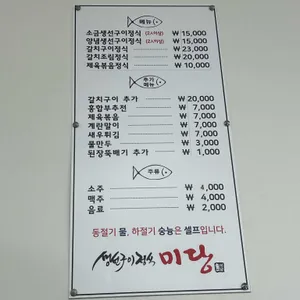 메뉴
소금생선구이정식 (2人이상) ₩ 15,000
양념생선구이정식 (2人이상) ₩ 15,000
갈치구이정식 ₩ 23,000
갈치조림정식 ₩ 20,000
제육볶음정식 ₩ 10,000
추가
메뉴
갈치구이 추가 ₩ 20,000
홍합부추전 ₩ 7,000
제육볶음 ₩ 7,000
계란말이 ₩ 7,000
새우튀김 ₩ 7,000
물만두 ₩ 3,000
된장뚝배기 추가 ₩ 1,000
주류
소주 ₩ 4,000
맥주 ₩ 4,000
음료 ₩ 2,000
동절기 물, 하절기 숭늉은 셀프입니다.
생선구이정식 미당